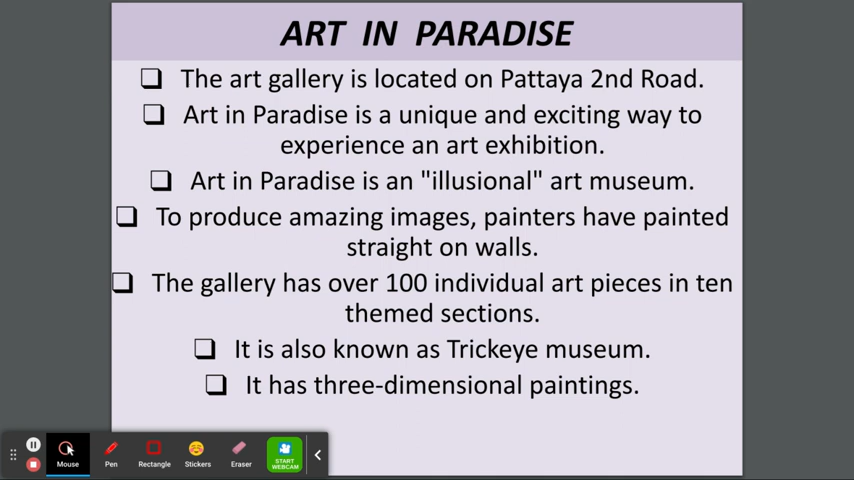 ART IN PARADISE
❏ The art gallery is located on Pattaya 2nd Road.
❏ Art in Paradise is a unique and exciting way to
experience an art exhibition.
❏ Art in Paradise is an "illusional" art museum.
❏ To produce amazing images, painters have painted
straight on walls.
❏ The gallery has over 100 individual art pieces in ten
themed sections.
❏ It is also known as Trickeye museum.
❏ It has three-dimensional paintings.
Mouse Pen Rectangle Stickers Eraser START
WEBCAM